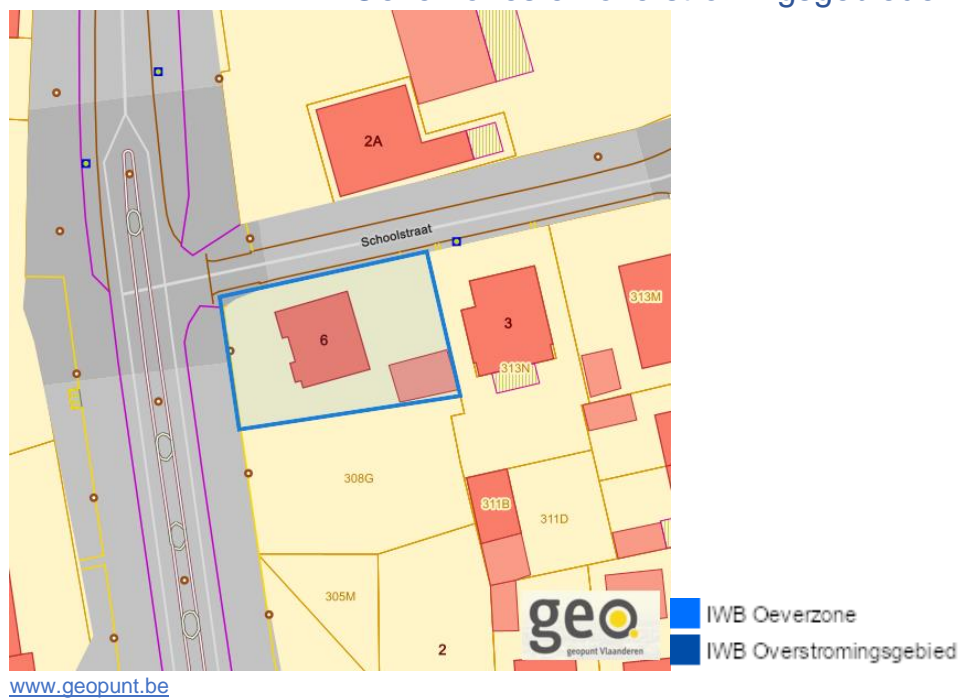 2A
Schoolstraat
313M
6
3
313N
308G
311B
311D
305M
2
geo.
geopunt Vlaanderen
IWB Oeverzone
IWB Overstromingsgebied
www.geopunt.be